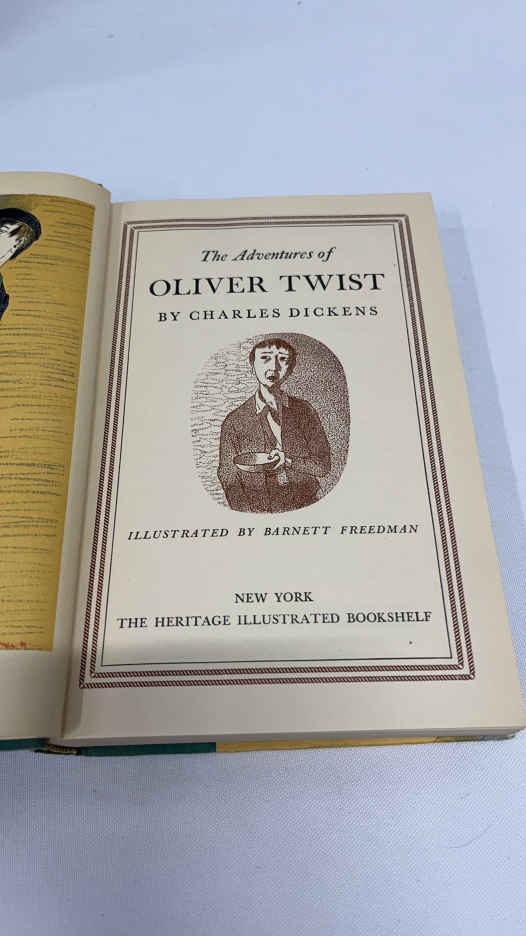 The Adventures of
OLIVER TWIST
BY CHARLES DICKENS
ILLUSTRATED BY BARNETT FREEDMAN
NEW YORK
THE HERITAGE ILLUSTRATED BOOKSHELF